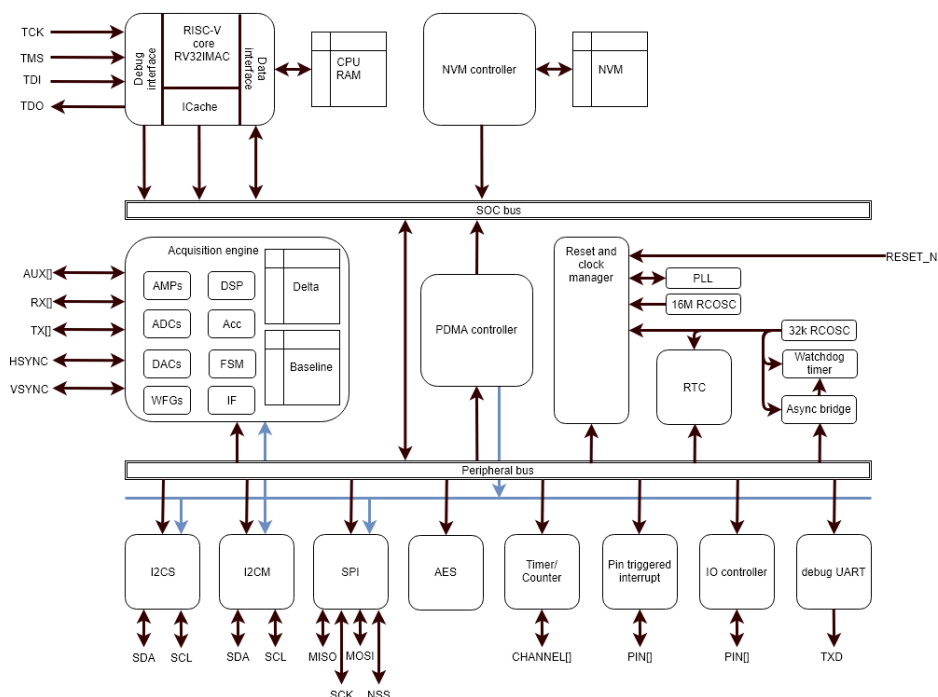 TCK
TMS
TDI
TDO
Debug
interface
RISC-V
core
RV32IMAC
ICache
Data
interface
CPU
RAM
NVM controller
NVM
SOC bus
AUX[]
RX[]
TX[]
HSYNC
VSYNC
Acquisition engine
AMPs
DSP
ADCs
Acc
DACs
FSM
WFGs
IF
Delta
Baseline
PDMA controller
Reset and
clock
manager
RESET_N
PLL
16M RCOSC
32k RCOSC
RTC
Watchdog
timer
Async bridge
Peripheral bus
I2CS
I2CM
SPI
AES
Timer/
Counter
Pin triggered
interrupt
IO controller
debug UART
SDA
SCL
SDA
SCL
MISO
MOSI
SCK
NSS
CHANNEL[]
PIN[]
PIN[]
TXD